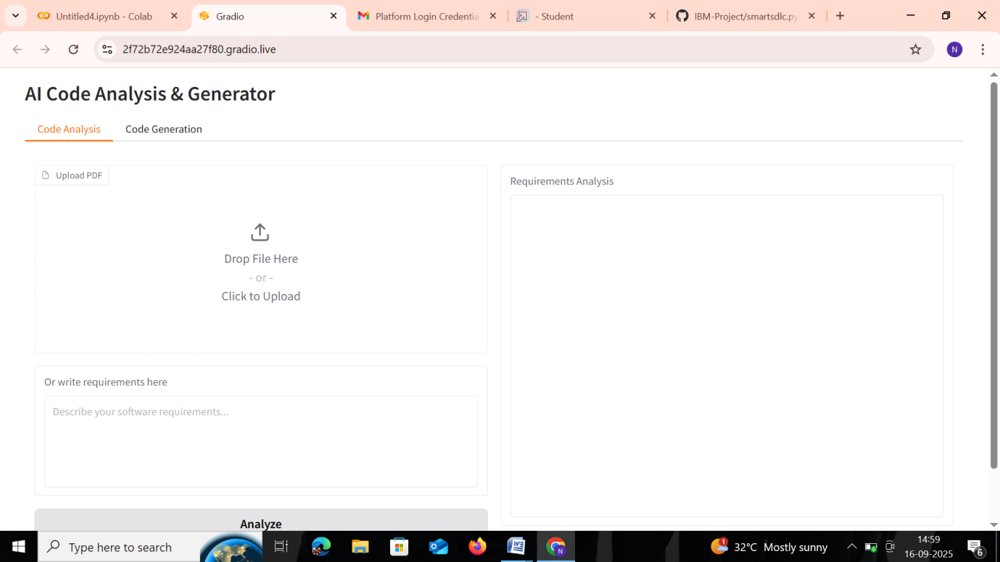 Untitled4.ipynb - Colab
Gradio
Platform Login Credentia
- Student
IBM-Project/smartsdlc.py
2f72b72e924aa27f80.gradio.live
N
AI Code Analysis & Generator
Code Analysis
Code Generation
Upload PDF
Drop File Here
- or -
Click to Upload
Or write requirements here
Describe your software requirements...
Analyze
Requirements Analysis
Type here to search
N
1
32°C Mostly sunny
14:59
16-09-2025
6